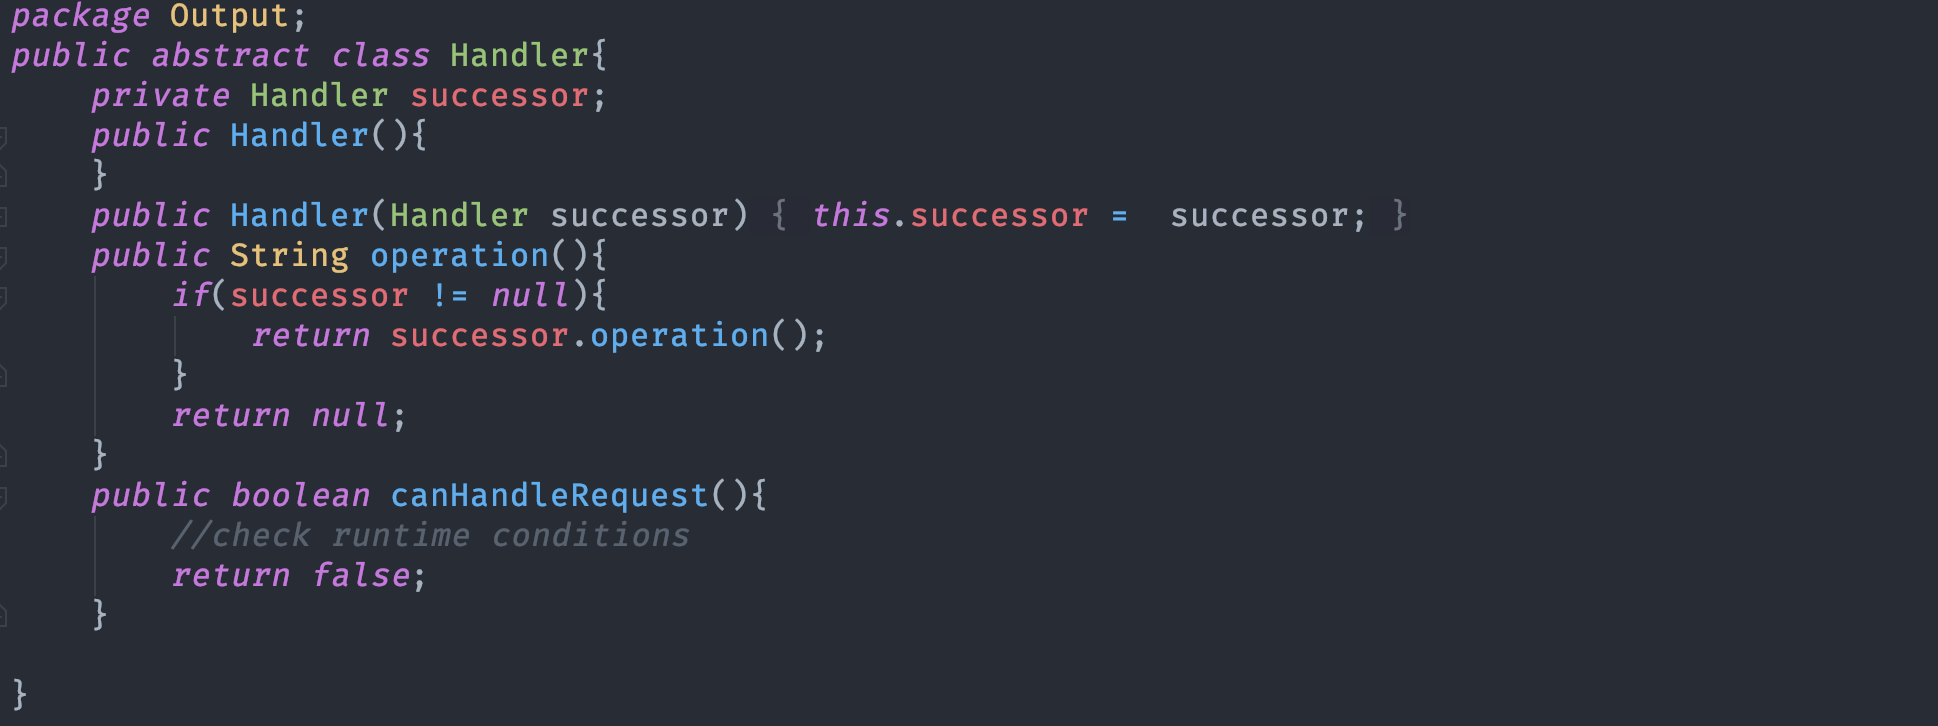 package Output;
public abstract class Handler{
    private Handler successor;
    public Handler(){
    }
    public Handler(Handler successor) { this.successor =  successor; }
    public String operation(){
        if(successor != null){
            return successor.operation();
        }
        return null;
    }
    public boolean canHandleRequest(){
        //check runtime conditions
        return false;
    }

}